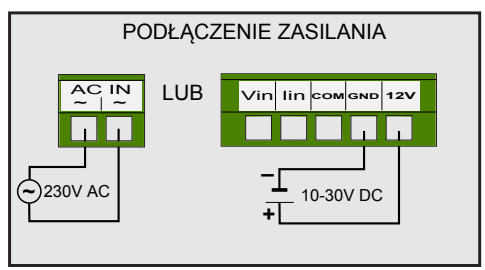 PODŁĄCZENIE ZASILANIA
AC IN
~ | ~
LUB
Vin Iin COM GND 12V
~ 230V AC
–
10-30V DC
+